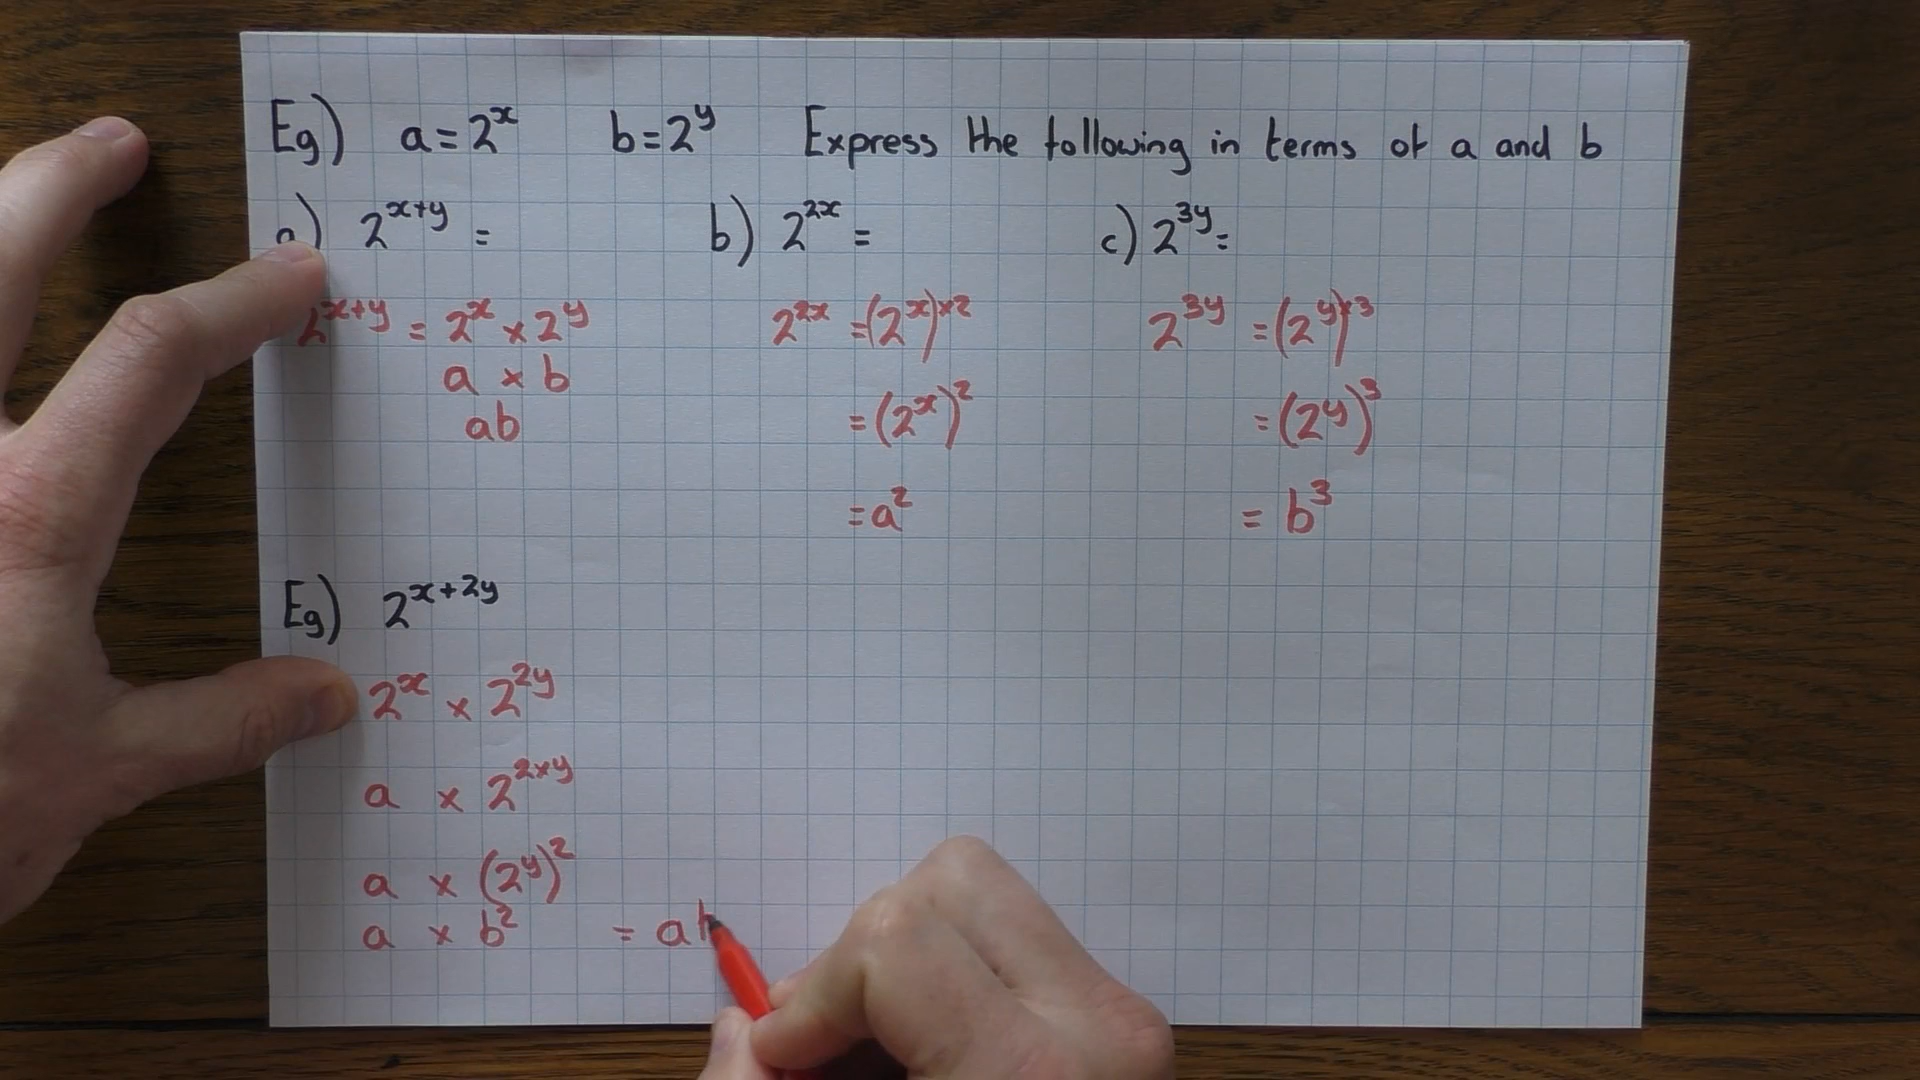 Eg) a=2^x b=2^y Express the following in terms of a and b
a) 2^{x+y} = b) 2^{2x} = c) 2^{3y} =
2^{x+y} = 2^x × 2^y 2^{2x} = (2^x)^{×2} 2^{3y} = (2^y)^{×3}
a × b = (2^x)^2 = (2^y)^3
ab = a^2 = b^3
Eg) 2^{x+2y}
2^x × 2^{2y}
a × 2^{2×y}
a × (2^y)^2
a × b^2 = ab